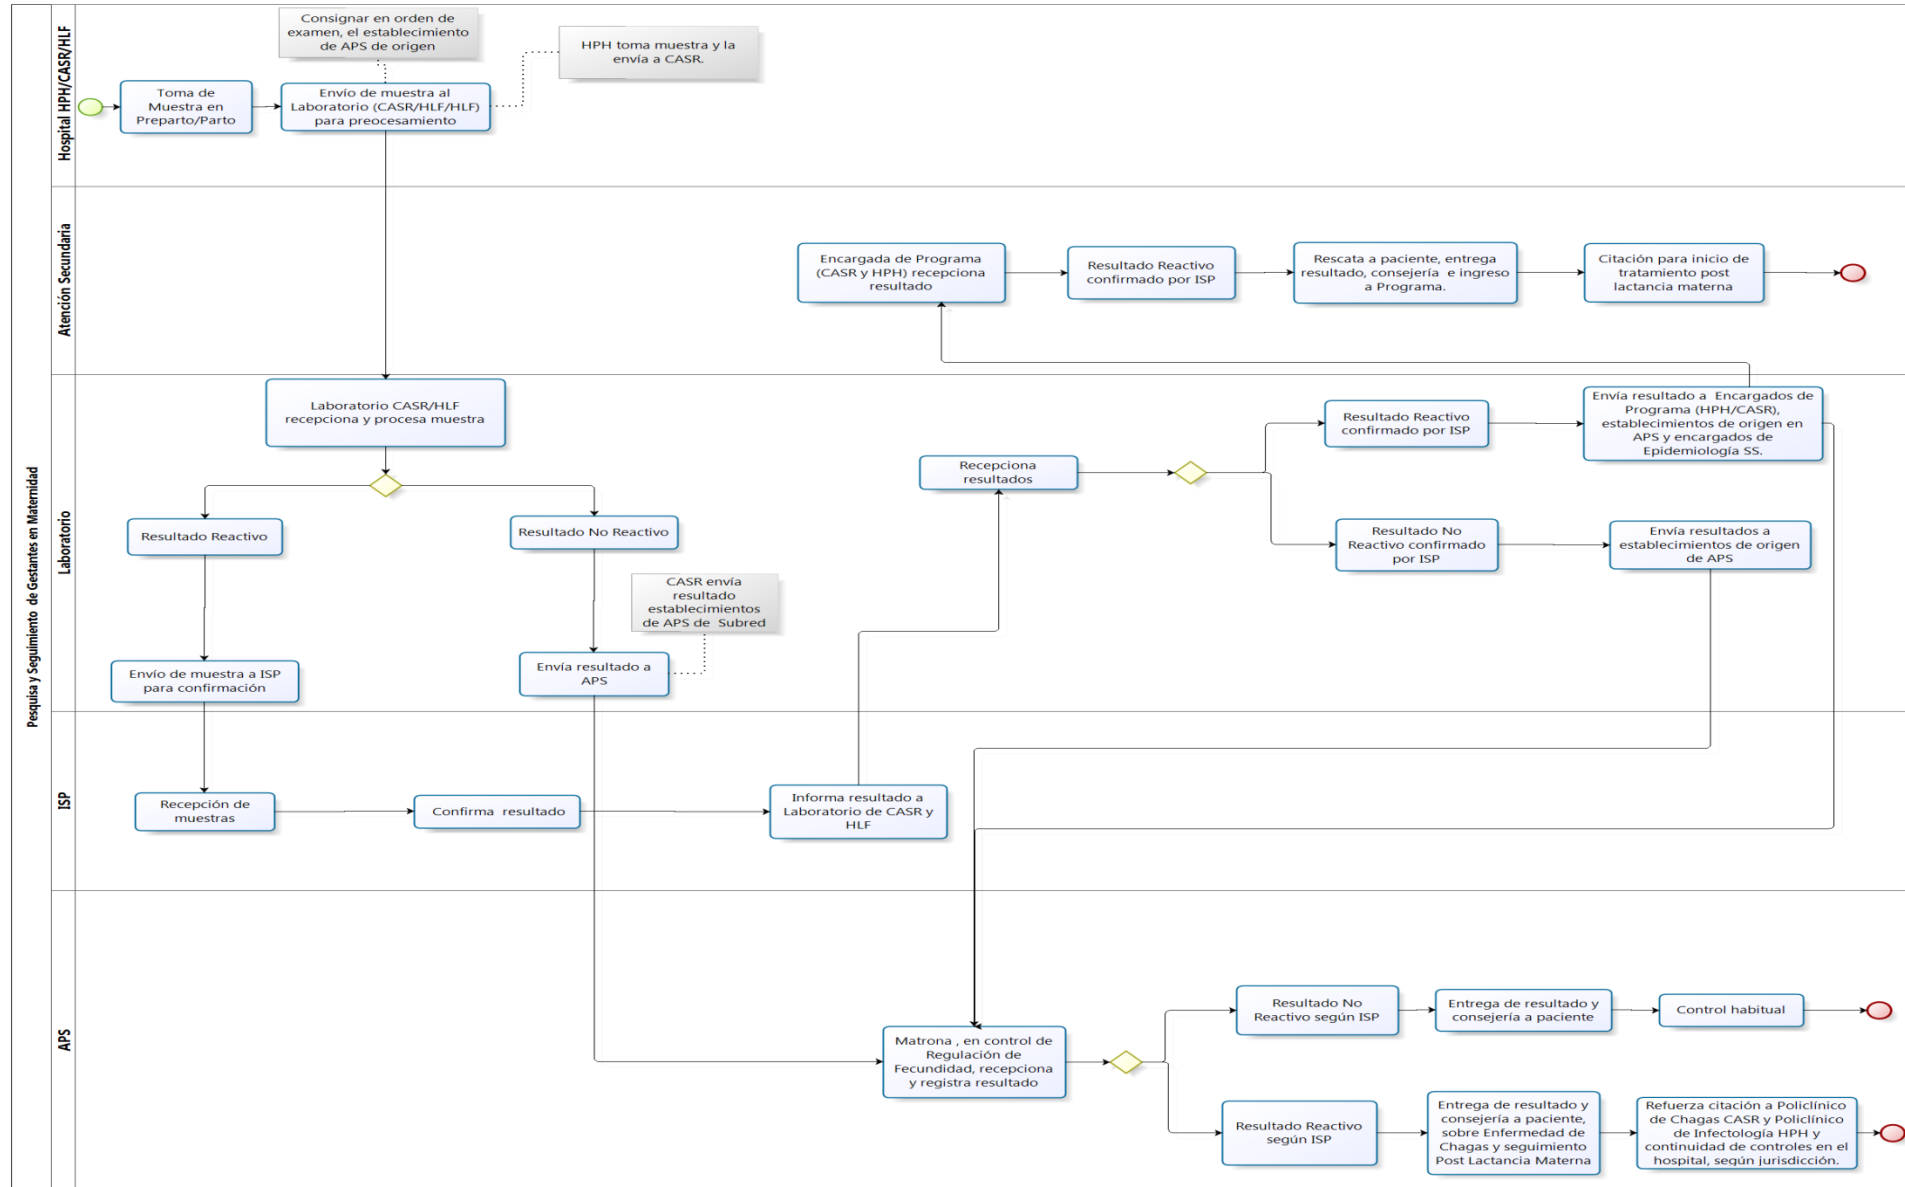 Pesquisa y Seguimiento de Gestantes en Maternidad
Hospital HPH/CASR/HLF
Consignar en orden de
examen, el establecimiento
de APS de origen
HPH toma muestra y la
envía a CASR.
Toma de
Muestra en
Preparto/Parto
Envío de muestra al
Laboratorio (CASR/HLF/HLF)
para preocesamiento
Atención Secundaria
Encargada de Programa
(CASR y HPH) recepciona
resultado
Resultado Reactivo
confirmado por ISP
Rescata a paciente, entrega
resultado, consejería e ingreso
a Programa.
Citación para inicio de
tratamiento post
lactancia materna
Laboratorio
Laboratorio CASR/HLF
recepciona y procesa muestra
Resultado Reactivo
Resultado No Reactivo
CASR envía
resultado
establecimientos
de APS de Subred
Envío de muestra a ISP
para confirmación
Envía resultado a
APS
Recepciona
resultados
Resultado Reactivo
confirmado por ISP
Envía resultado a Encargados de
Programa (HPH/CASR),
establecimientos de origen en
APS y encargados de
Epidemiología SS.
Resultado No
Reactivo confirmado
por ISP
Envía resultados a
establecimientos de origen
de APS
ISP
Recepción de
muestras
Confirma resultado
Informa resultado a
Laboratorio de CASR y
HLF
APS
Matrona , en control de
Regulación de
Fecundidad, recepciona
y registra resultado
Resultado No
Reactivo según ISP
Entrega de resultado y
consejería a paciente
Control habitual
Resultado Reactivo
según ISP
Entrega de resultado y
consejería a paciente,
sobre Enfermedad de
Chagas y seguimiento
Post Lactancia Materna
Refuerza citación a Policlínico
de Chagas CASR y Policlínico
de Infectología HPH y
continuidad de controles en el
hospital, según jurisdicción.